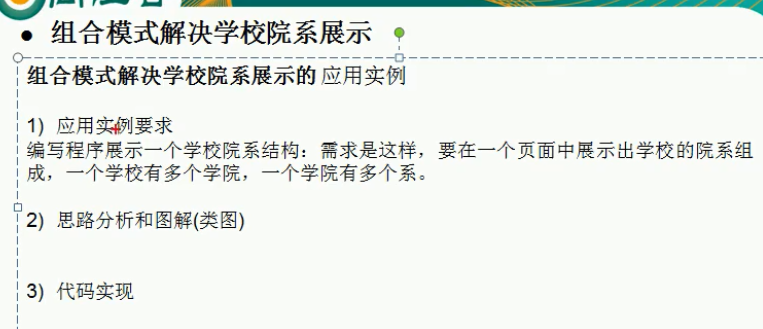 ● 组合模式解决学校院系展示
组合模式解决学校院系展示的 应用实例
1) 应用实例要求
编写程序展示一个学校院系结构：需求是这样，要在一个页面中展示出学校的院系组
成，一个学校有多个学院，一个学院有多个系。
2) 思路分析和图解(类图)
3) 代码实现